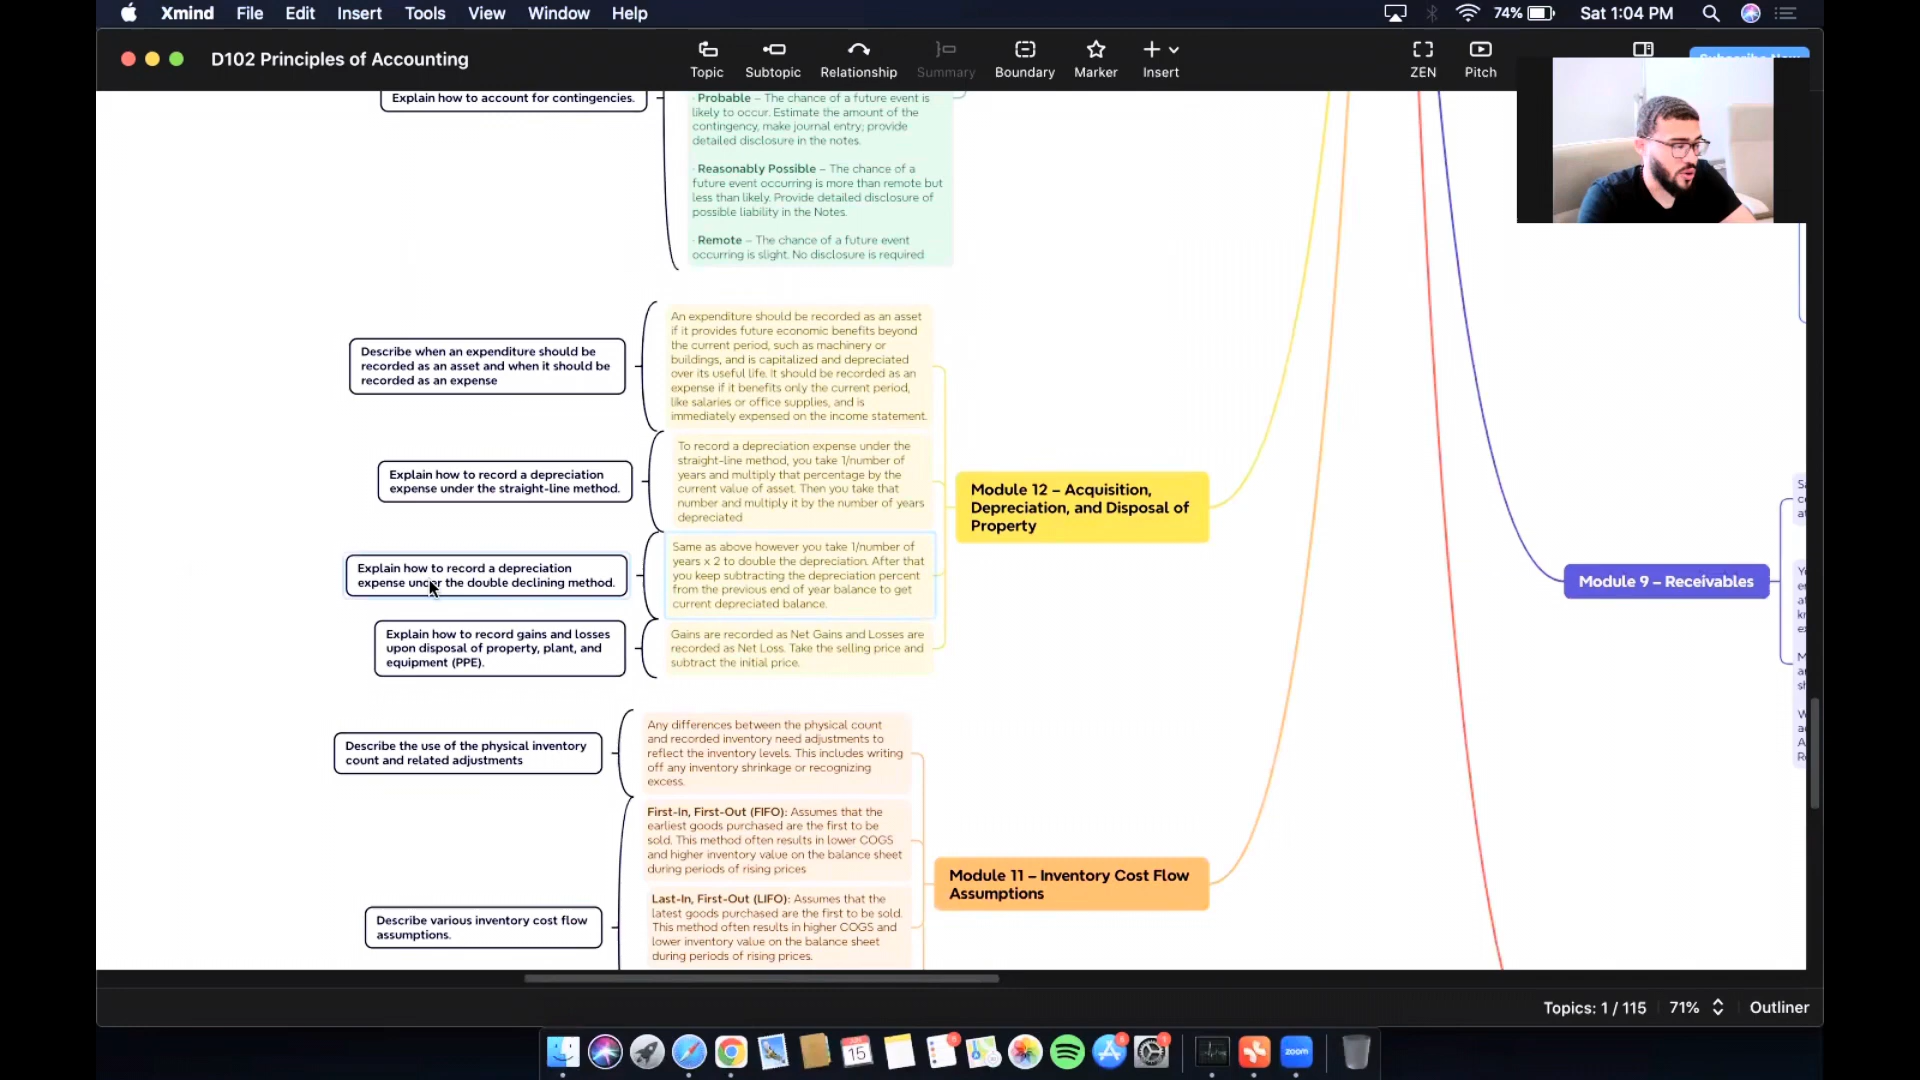 Xmind File Edit Insert Tools View Window Help
74% Sat 1:04 PM
D102 Principles of Accounting
Topic Subtopic Relationship Summary Boundary Marker Insert ZEN Pitch
Explain how to account for contingencies.
· Probable – The chance of a future event is
likely to occur. Estimate the amount of the
contingency, make journal entry; provide
detailed disclosure in the notes.
· Reasonably Possible – The chance of a
future event occurring is more than remote but
less than likely. Provide detailed disclosure of
possible liability in the Notes.
· Remote – The chance of a future event
occurring is slight. No disclosure is required
Describe when an expenditure should be
recorded as an asset and when it should be
recorded as an expense
An expenditure should be recorded as an asset
if it provides future economic benefits beyond
the current period, such as machinery or
buildings, and is capitalized and depreciated
over its useful life. It should be recorded as an
expense if it benefits only the current period,
like salaries or office supplies, and is
immediately expensed on the income statement.
Explain how to record a depreciation
expense under the straight-line method.
To record a depreciation expense under the
straight-line method, you take 1/number of
years and multiply that percentage by the
current value of asset. Then you take that
number and multiply it by the number of years
depreciated
Module 12 – Acquisition,
Depreciation, and Disposal of
Property
Explain how to record a depreciation
expense under the double declining method.
Same as above however you take 1/number of
years x 2 to double the depreciation. After that
you keep subtracting the depreciation percent
from the previous end of year balance to get
current depreciated balance.
Module 9 – Receivables
Explain how to record gains and losses
upon disposal of property, plant, and
equipment (PPE).
Gains are recorded as Net Gains and Losses are
recorded as Net Loss. Take the selling price and
subtract the initial price.
Describe the use of the physical inventory
count and related adjustments
Any differences between the physical count
and recorded inventory need adjustments to
reflect the inventory levels. This includes writing
off any inventory shrinkage or recognizing
excess.
Describe various inventory cost flow
assumptions.
First-In, First-Out (FIFO): Assumes that the
earliest goods purchased are the first to be
sold. This method often results in lower COGS
and higher inventory value on the balance sheet
during periods of rising prices
Last-In, First-Out (LIFO): Assumes that the
latest goods purchased are the first to be sold.
This method often results in higher COGS and
lower inventory value on the balance sheet
during periods of rising prices.
Module 11 – Inventory Cost Flow
Assumptions
Topics: 1 / 115 71% Outliner
15
zoom